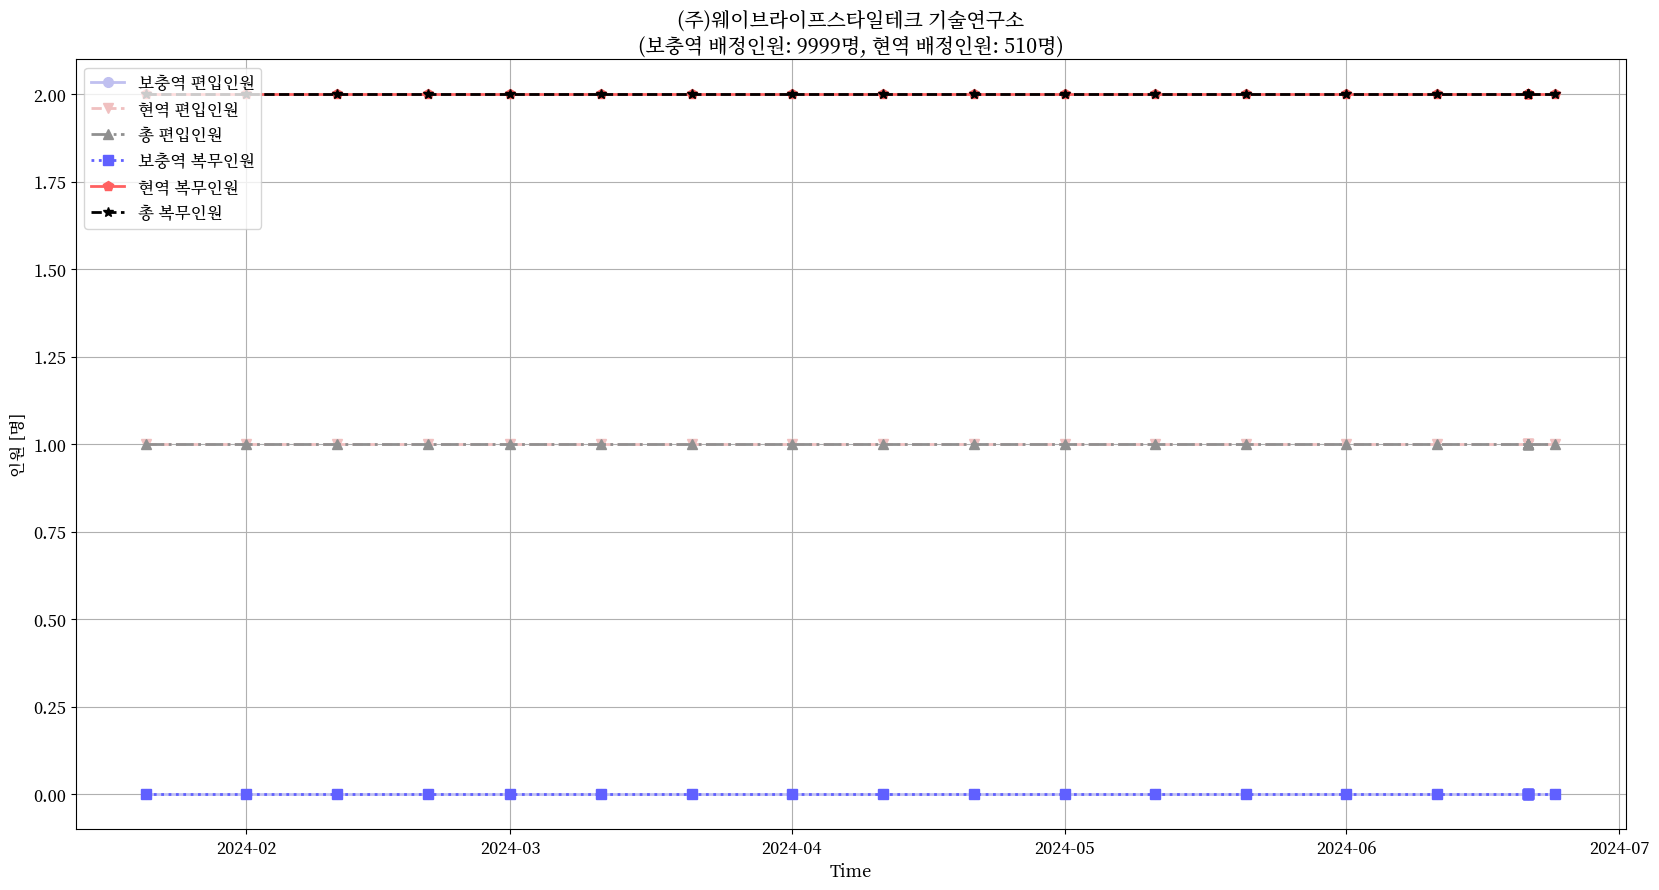 (주)웨이브라이프스타일테크 기술연구소
(보충역 배정인원: 9999명, 현역 배정인원: 510명)
보충역 편입인원
현역 편입인원
총 편입인원
보충역 복무인원
현역 복무인원
총 복무인원
2.00
1.75
1.50
1.25
1.00
0.75
0.50
0.25
0.00
인원 [명]
2024-02
2024-03
2024-04
2024-05
2024-06
2024-07
Time